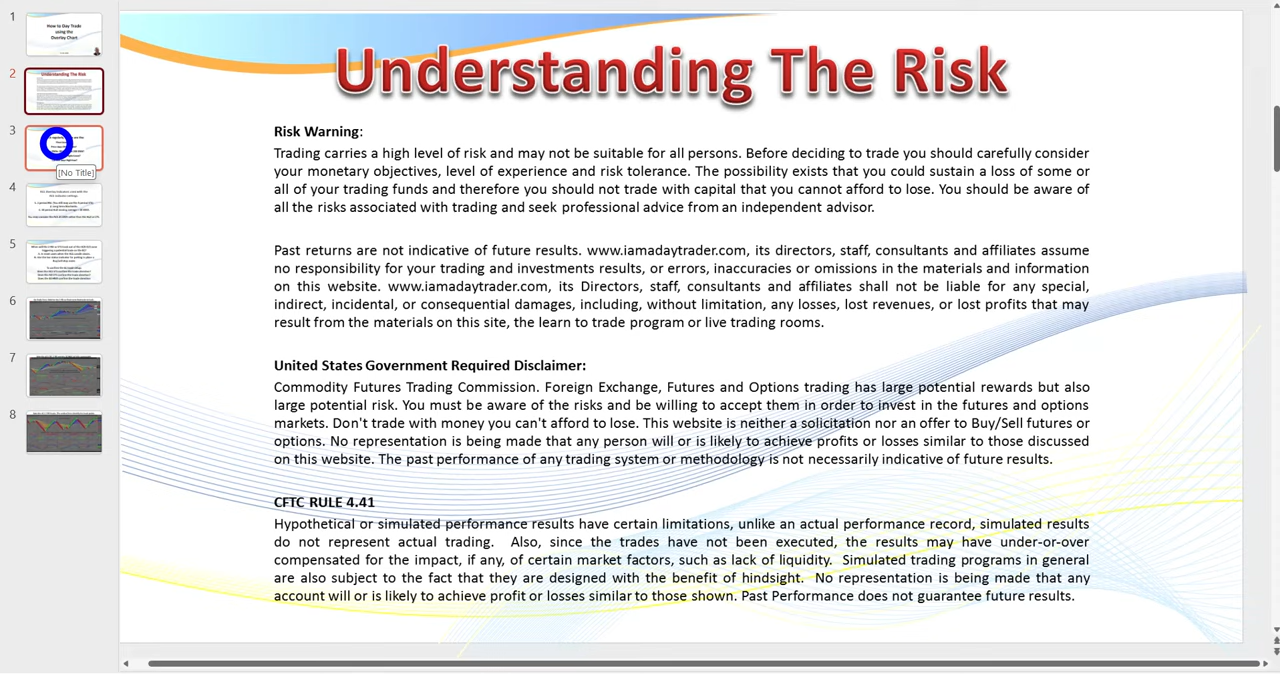 1
How to Day Trade
using the
Overlay Chart
2
Understanding The Risk
3
[No Title]
4
5
6
7
8
Understanding The Risk
Risk Warning:
Trading carries a high level of risk and may not be suitable for all persons. Before deciding to trade you should carefully consider
your monetary objectives, level of experience and risk tolerance. The possibility exists that you could sustain a loss of some or
all of your trading funds and therefore you should not trade with capital that you cannot afford to lose. You should be aware of
all the risks associated with trading and seek professional advice from an independent advisor.
Past returns are not indicative of future results. www.iamadaytrader.com, its Directors, staff, consultants and affiliates assume
no responsibility for your trading and investments results, or errors, inaccuracies or omissions in the materials and information
on this website. www.iamadaytrader.com, its Directors, staff, consultants and affiliates shall not be liable for any special,
indirect, incidental, or consequential damages, including, without limitation, any losses, lost revenues, or lost profits that may
result from the materials on this site, the learn to trade program or live trading rooms.
United States Government Required Disclaimer:
Commodity Futures Trading Commission. Foreign Exchange, Futures and Options trading has large potential rewards but also
large potential risk. You must be aware of the risks and be willing to accept them in order to invest in the futures and options
markets. Don't trade with money you can't afford to lose. This website is neither a solicitation nor an offer to Buy/Sell futures or
options. No representation is being made that any person will or is likely to achieve profits or losses similar to those discussed
on this website. The past performance of any trading system or methodology is not necessarily indicative of future results.
CFTC RULE 4.41
Hypothetical or simulated performance results have certain limitations, unlike an actual performance record, simulated results
do not represent actual trading. Also, since the trades have not been executed, the results may have under-or-over
compensated for the impact, if any, of certain market factors, such as lack of liquidity. Simulated trading programs in general
are also subject to the fact that they are designed with the benefit of hindsight. No representation is being made that any
account will or is likely to achieve profit or losses similar to those shown. Past Performance does not guarantee future results.